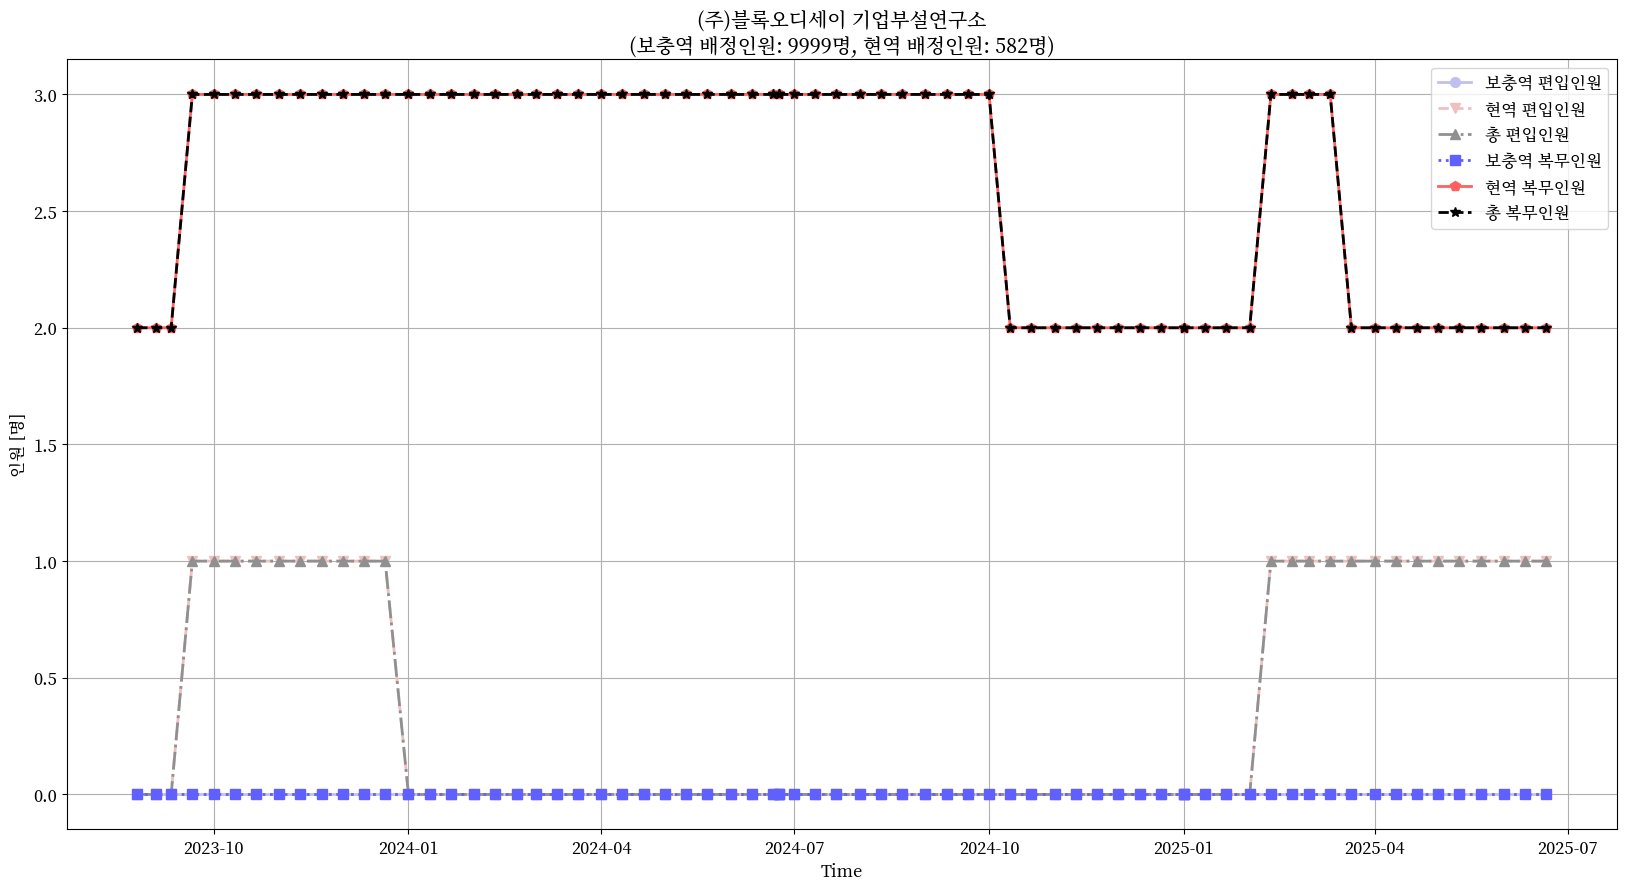 (주)블록오디세이 기업부설연구소
(보충역 배정인원: 9999명, 현역 배정인원: 582명)
보충역 편입인원
현역 편입인원
총 편입인원
보충역 복무인원
현역 복무인원
총 복무인원
인원 [명]
3.0
2.5
2.0
1.5
1.0
0.5
0.0
2023-10
2024-01
2024-04
2024-07
2024-10
2025-01
2025-04
2025-07
Time